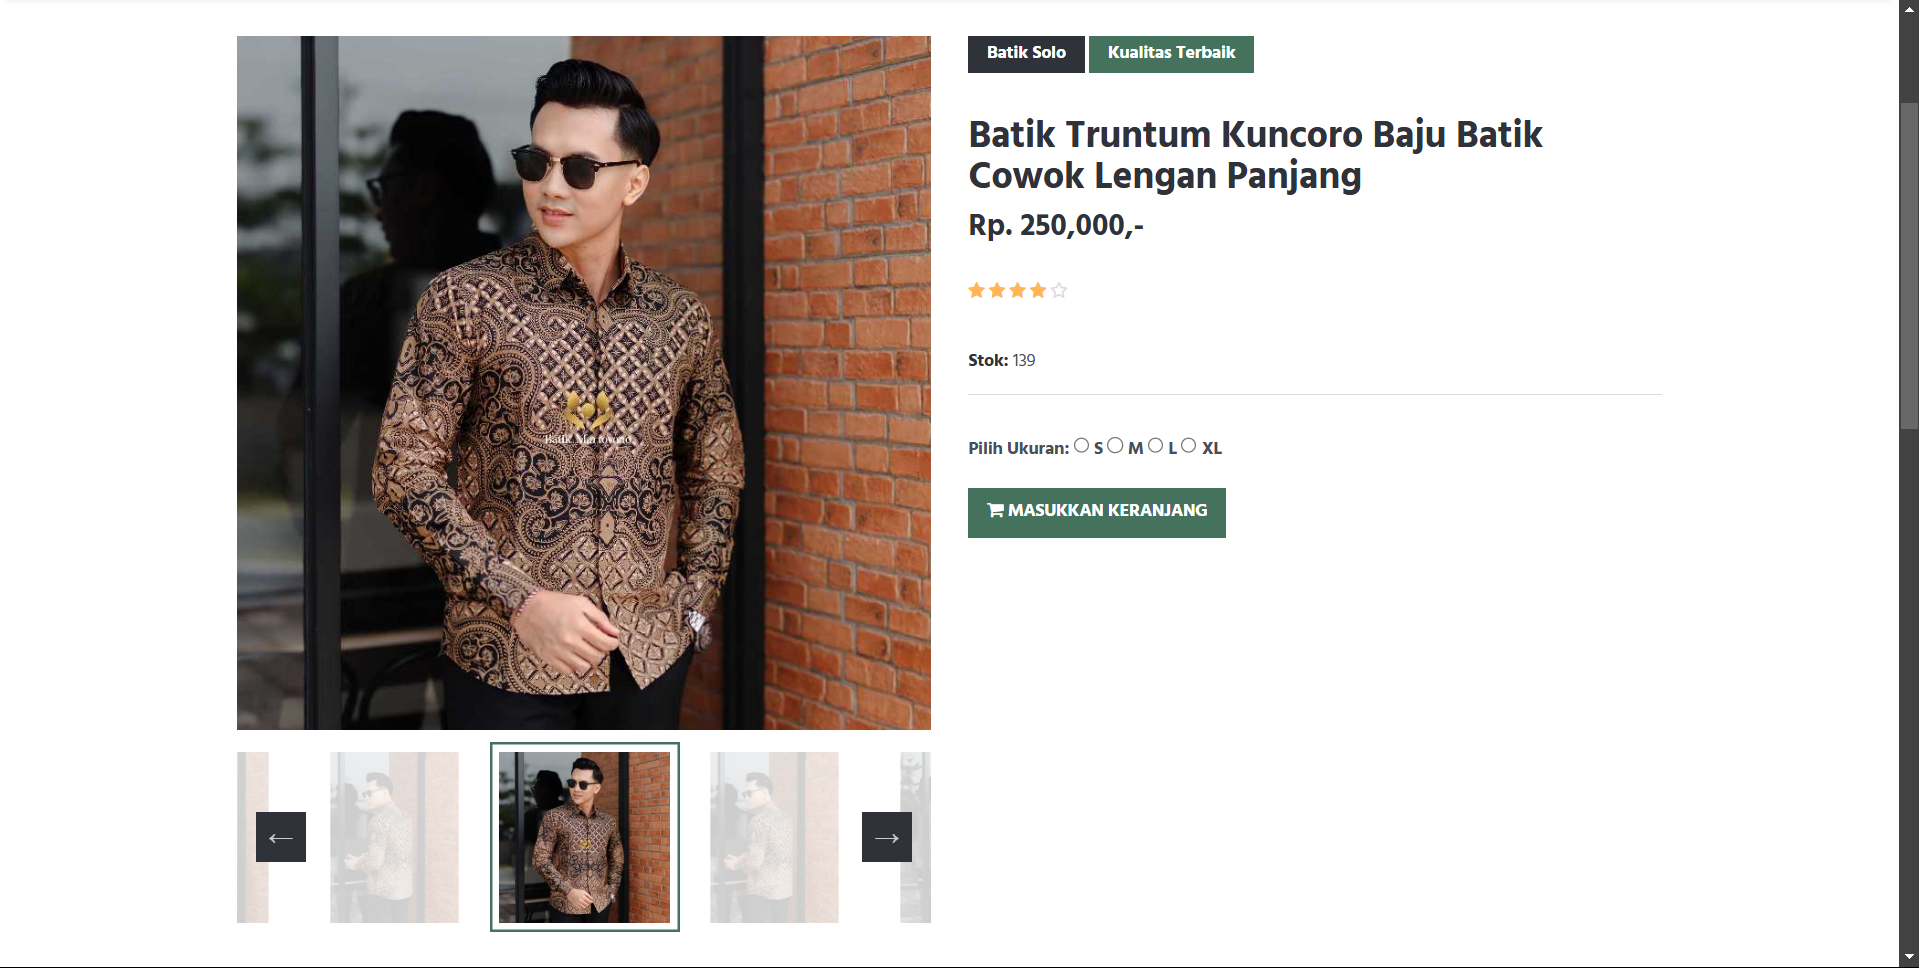 Batik Solo
Kualitas Terbaik
Batik Truntum Kuncoro Baju Batik
Cowok Lengan Panjang
Rp. 250,000,-
Stok: 139
Pilih Ukuran: S M L XL
MASUKKAN KERANJANG
Batik Martoyono